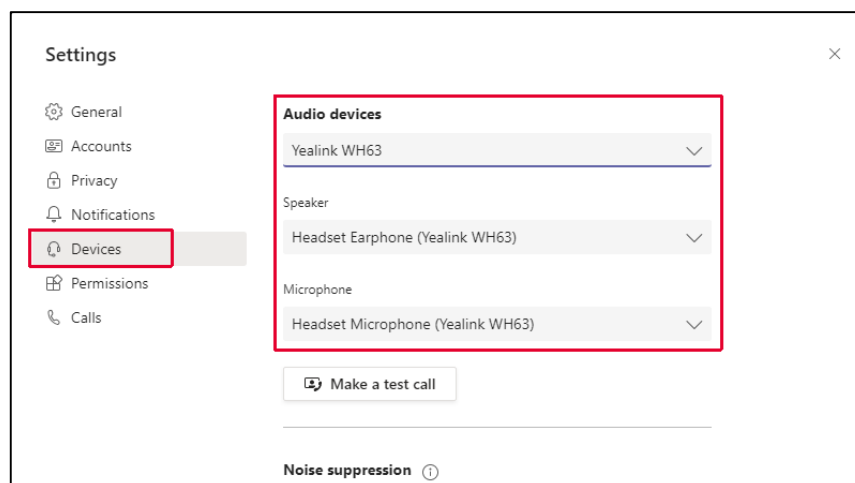 Settings
General
Accounts
Privacy
Notifications
Devices
Permissions
Calls
Audio devices
Yealink WH63
Speaker
Headset Earphone (Yealink WH63)
Microphone
Headset Microphone (Yealink WH63)
Make a test call
Noise suppression